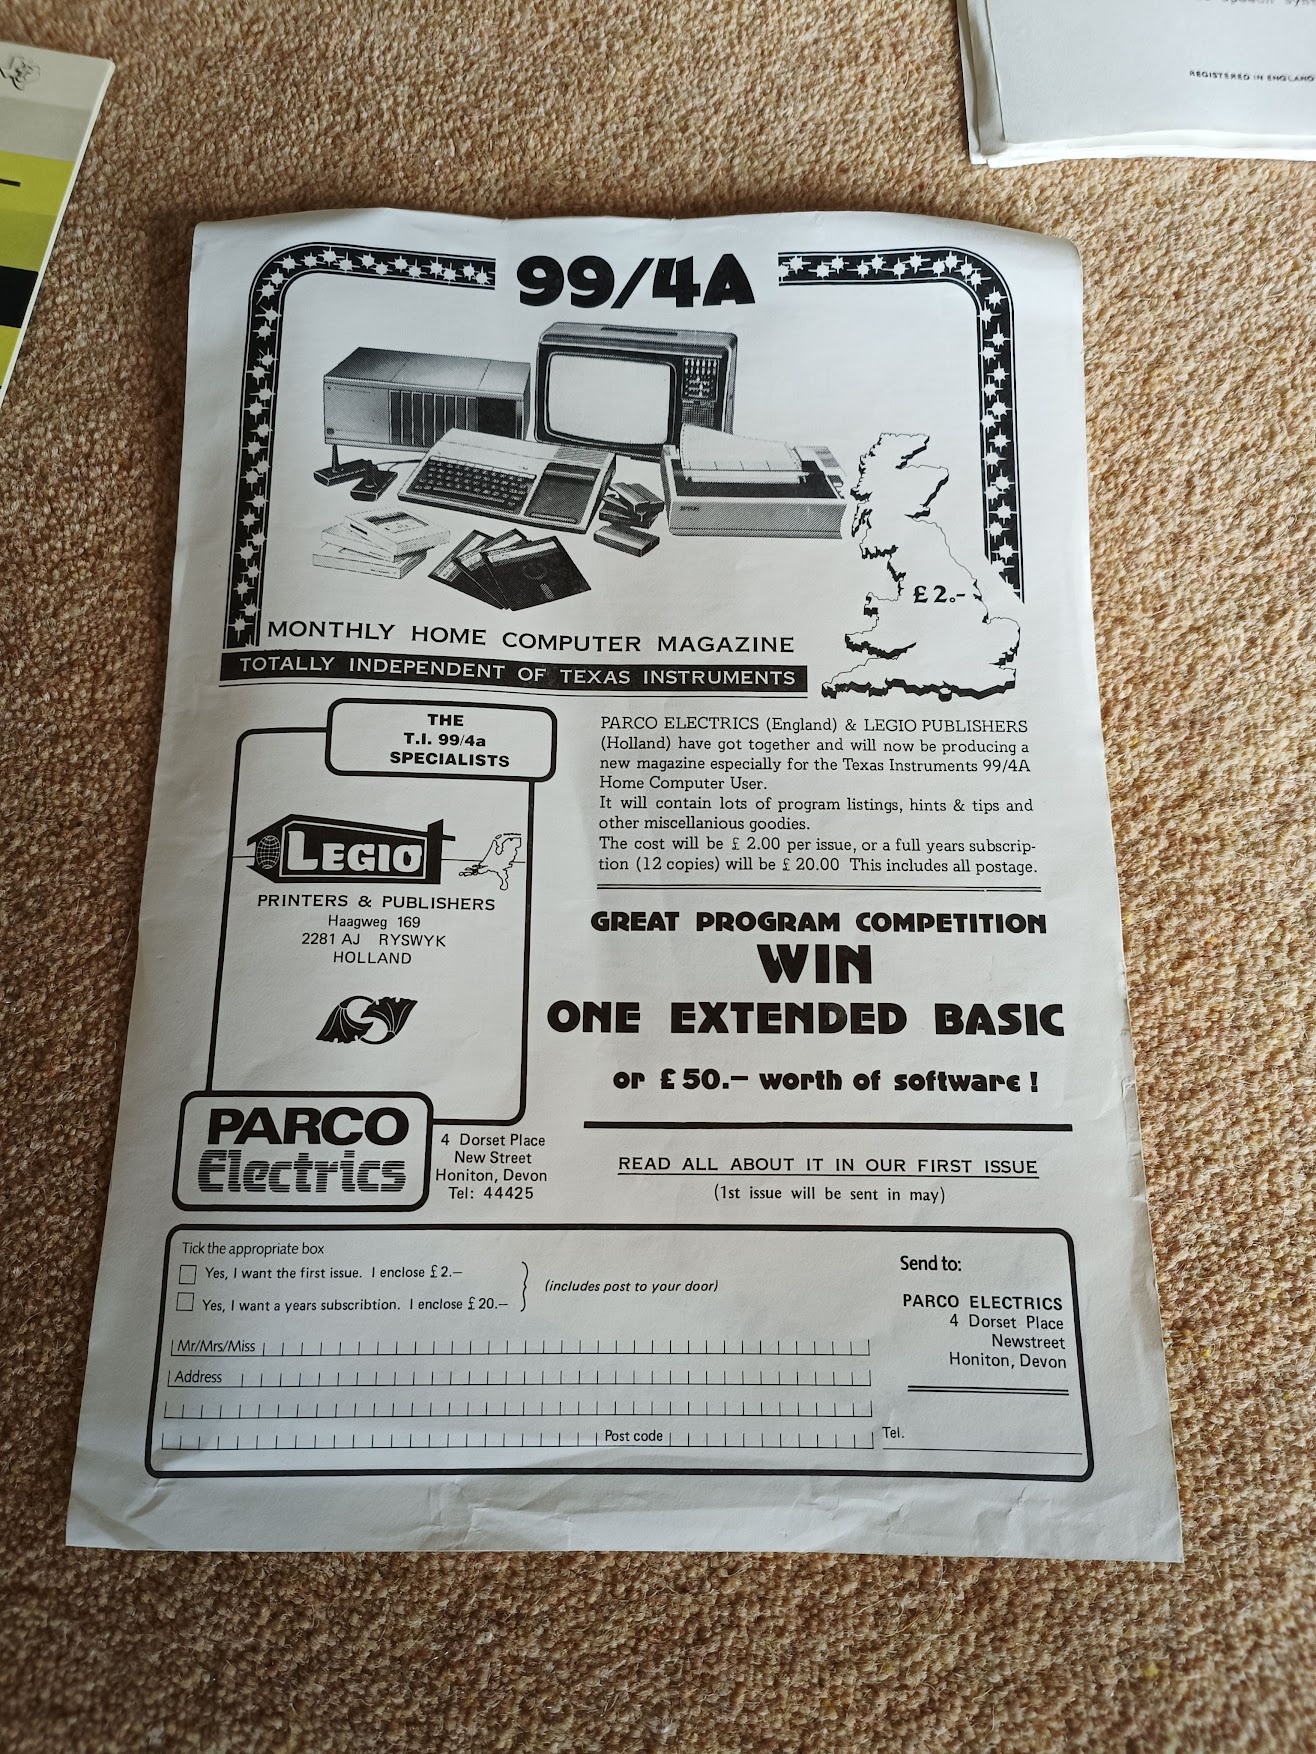 REGISTERED IN ENGLAND
99/4A
£ 2.-
MONTHLY HOME COMPUTER MAGAZINE
TOTALLY INDEPENDENT OF TEXAS INSTRUMENTS
THE
T.I. 99/4a
SPECIALISTS
LEGIO
PRINTERS & PUBLISHERS
Haagweg 169
2281 AJ RYSWYK
HOLLAND
PARCO
Electrics
4 Dorset Place
New Street
Honiton, Devon
Tel: 44425
PARCO ELECTRICS (England) & LEGIO PUBLISHERS
(Holland) have got together and will now be producing a
new magazine especially for the Texas Instruments 99/4A
Home Computer User.
It will contain lots of program listings, hints & tips and
other miscellanious goodies.
The cost will be £ 2.00 per issue, or a full years subscrip-
tion (12 copies) will be £ 20.00 This includes all postage.
GREAT PROGRAM COMPETITION
WIN
ONE EXTENDED BASIC
or £ 50.– worth of software !
READ ALL ABOUT IT IN OUR FIRST ISSUE
(1st issue will be sent in may)
Tick the appropriate box
Yes, I want the first issue. I enclose £ 2.–
Yes, I want a years subscribtion. I enclose £ 20.–
(includes post to your door)
Mr/Mrs/Miss
Address
Post code
Tel.
Send to:
PARCO ELECTRICS
4 Dorset Place
Newstreet
Honiton, Devon